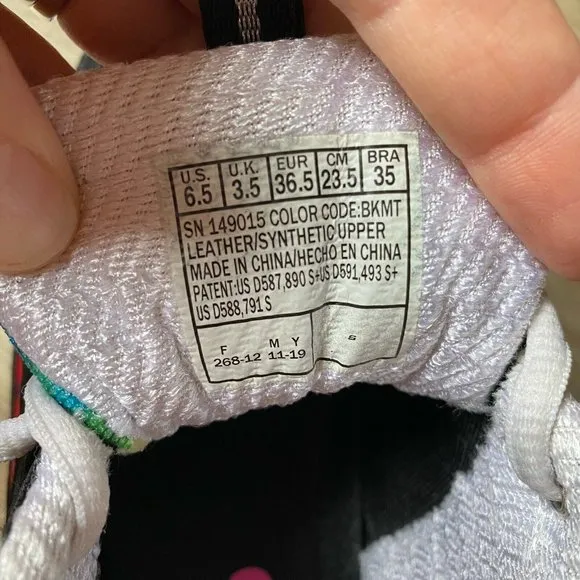 U.S. U.K. EUR CM BRA
6.5 3.5 36.5 23.5 35
SN 149015 COLOR CODE:BKMT
LEATHER/SYNTHETIC UPPER
MADE IN CHINA/HECHO EN CHINA
PATENT:US D587,890 S+US D591,493 S+
US D588,791 S
F M Y S
268-12 11-19